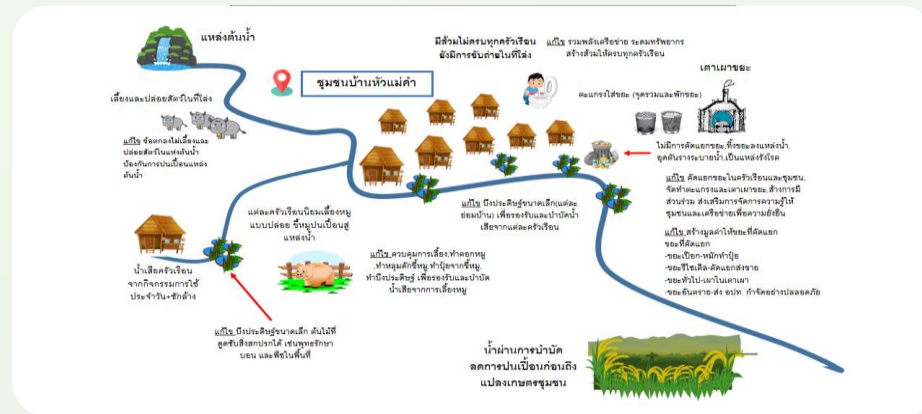 แหล่งต้นน้ำ
ชุมชนบ้านหัวแม่คำ
มีส้วมไม่ครบทุกครัวเรือน
ยังมีการขับถ่ายในที่โล่ง
แก้ไข รวมพลังเครือข่าย ระดมทรัพยากร
สร้างส้วมให้ครบทุกครัวเรือน
เตาเผาขยะ
ตะแกรงใส่ขยะ (จุดรวมและพักขยะ)
เลี้ยงและปล่อยสัตว์ในที่โล่ง
แก้ไข ข้อตกลงไม่เลี้ยงและ
ปล่อยสัตว์ในแหล่งต้นน้ำ
ป้องกันการปนเปื้อนแหล่ง
ต้นน้ำ
ไม่มีการคัดแยกขยะ,ทิ้งขยะลงแหล่งน้ำ,
อุดตันรางระบายน้ำ,เป็นแหล่งรังโรค
แก้ไข คัดแยกขยะในครัวเรือนและชุมชน,
จัดทำตะแกรงและเตาเผาขยะ,สร้างการมี
ส่วนร่วม ส่งเสริมการจัดการความรู้ให้
ชุมชนและเครือข่ายเพื่อความยั่งยืน
แก้ไข สร้างมูลค่าให้ขยะที่คัดแยก
ขยะที่คัดแยก
-ขยะเปียก-หมักทำปุ๋ย
-ขยะรีไซเคิล-คัดแยกส่งขาย
-ขยะทั่วไป-เผาในเตาเผา
-ขยะอันตราย-ส่ง อปท. กำจัดอย่างปลอดภัย
แก้ไข บึงประดิษฐ์ขนาดเล็ก(แต่ละ
ย่อมบ้าน) เพื่อรองรับและบำบัดน้ำ
เสียจากแต่ละครัวเรือน
แต่ละครัวเรือนนิยมเลี้ยงหมู
แบบปล่อย ขี้หมูปนเปื้อนสู่
แหล่งน้ำ
แก้ไข ควบคุมการเลี้ยง,ทำคอกหมู
,ทำหลุมดักขี้หมู,ทำปุ๋ยจากขี้หมู,
ทำบึงประดิษฐ์ เพื่อรองรับและบำบัด
น้ำเสียจากการเลี้ยงหมู
น้ำเสียครัวเรือน
จากกิจกรรมการใช้
ประจำวัน+ซักล้าง
แก้ไข บึงประดิษฐ์ขนาดเล็ก ต้นไม้ที่
ดูดซับสิ่งสกปรกได้ เช่นพุทธรักษา
บอน และพืชในพื้นที่
น้ำผ่านการบำบัด
ลดการปนเปื้อนก่อนถึง
แปลงเกษตรชุมชน